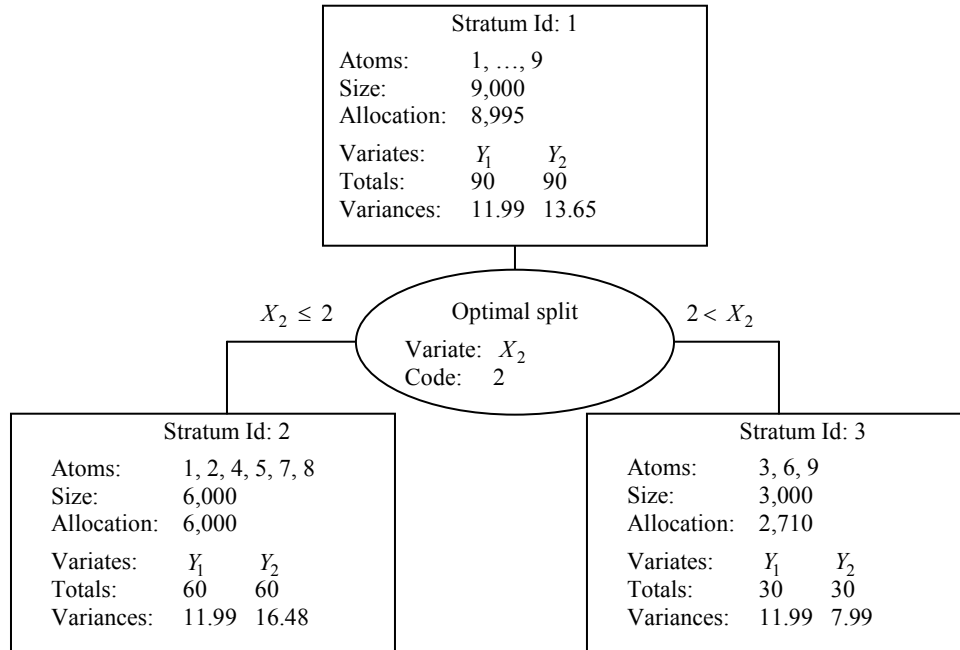 Stratum Id: 1
Atoms: 1, …, 9
Size: 9,000
Allocation: 8,995
Variates: Y₁ Y₂
Totals: 90 90
Variances: 11.99 13.65
X₂ ≤ 2
Optimal split
2 < X₂
Variate: X₂
Code: 2
Stratum Id: 2
Atoms: 1, 2, 4, 5, 7, 8
Size: 6,000
Allocation: 6,000
Variates: Y₁ Y₂
Totals: 60 60
Variances: 11.99 16.48
Stratum Id: 3
Atoms: 3, 6, 9
Size: 3,000
Allocation: 2,710
Variates: Y₁ Y₂
Totals: 30 30
Variances: 11.99 7.99